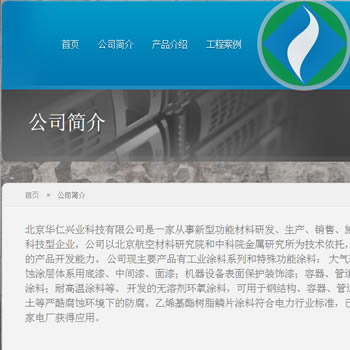 首页 公司简介 产品介绍 工程案例
公司简介
首页 » 公司简介
北京华仁兴业科技有限公司是一家从事新型功能材料研发、生产、销售、施
科技型企业，公司以北京航空材料研究院和中科院金属研究所为技术依托，
的产品开发能力。 公司现主要产品有工业涂料系列和特殊功能涂料： 大气
蚀涂层体系用底漆、中间漆、面漆；机器设备表面保护装饰漆；容器、管道
涂料；耐高温涂料等。 开发的无溶剂环氧涂料，可用于钢结构、容器、管道
土等严酷腐蚀环境下的防腐。乙烯基酯树脂鳞片涂料符合电力行业标准，已
家电厂获得应用。